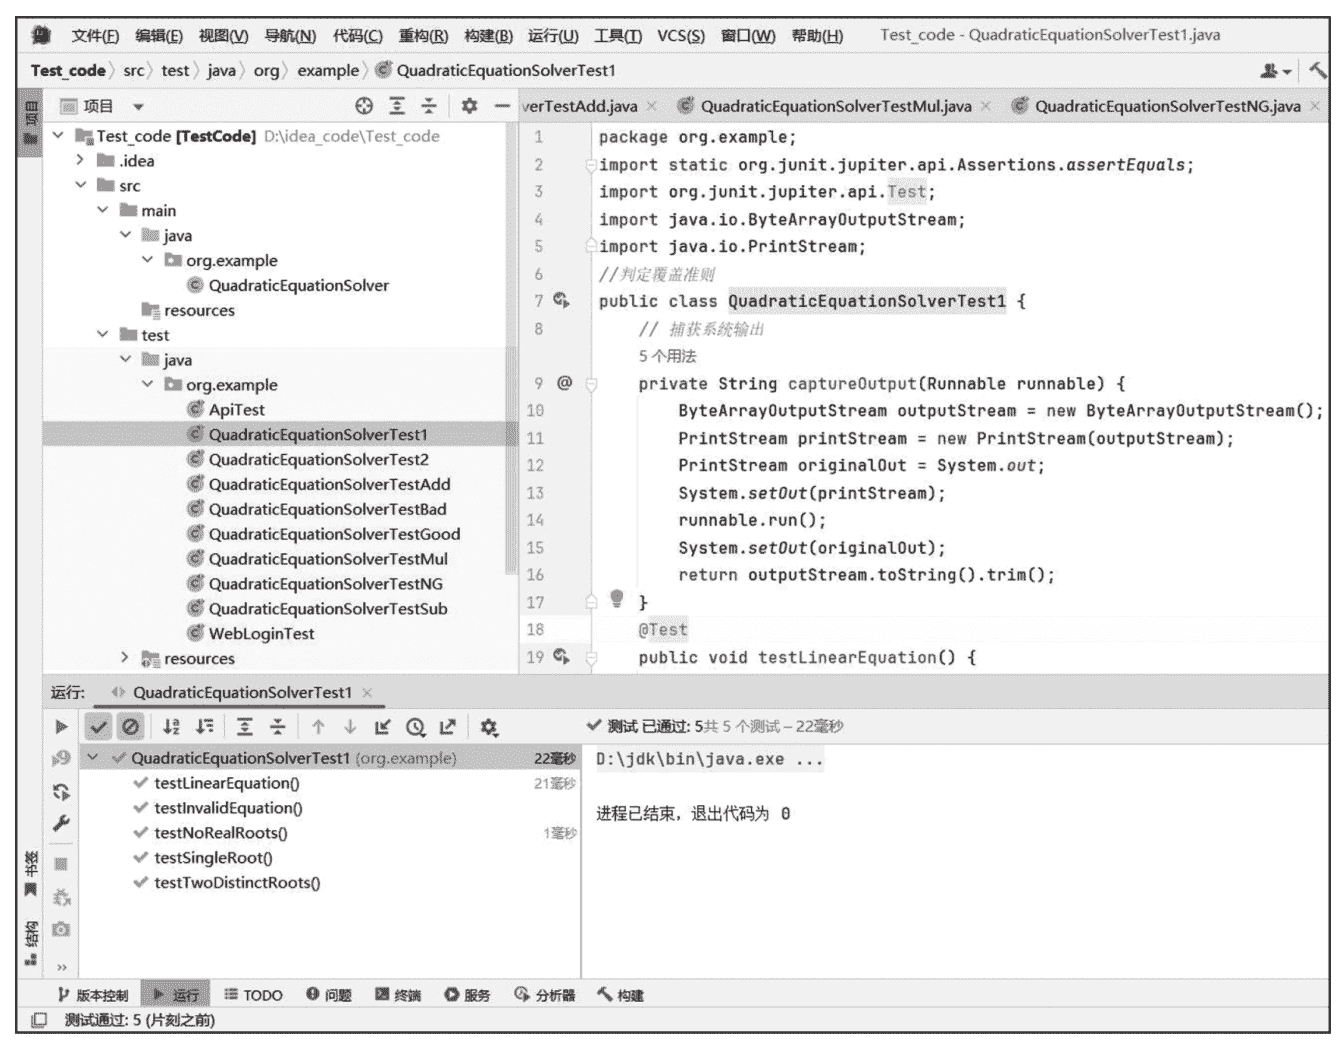 文件(F) 编辑(E) 视图(V) 导航(N) 代码(C) 重构(R) 构建(B) 运行(U) 工具(T) VCS(S) 窗口(W) 帮助(H) Test_code - QuadraticEquationSolverTest1.java
Test_code 〉 src 〉 test 〉 java 〉 org 〉 example 〉 QuadraticEquationSolverTest1
项目
项目
Test_code [TestCode] D:\idea_code\Test_code
.idea
src
main
java
org.example
QuadraticEquationSolver
resources
test
java
org.example
ApiTest
QuadraticEquationSolverTest1
QuadraticEquationSolverTest2
QuadraticEquationSolverTestAdd
QuadraticEquationSolverTestBad
QuadraticEquationSolverTestGood
QuadraticEquationSolverTestMul
QuadraticEquationSolverTestNG
QuadraticEquationSolverTestSub
WebLoginTest
resources
verTestAdd.java × QuadraticEquationSolverTestMul.java × QuadraticEquationSolverTestNG.java ×
1 package org.example;
2 import static org.junit.jupiter.api.Assertions.assertEquals;
3 import org.junit.jupiter.api.Test;
4 import java.io.ByteArrayOutputStream;
5 import java.io.PrintStream;
6 //判定覆盖准则
7 public class QuadraticEquationSolverTest1 {
8 // 捕获系统输出
5 个用法
9 @ private String captureOutput(Runnable runnable) {
10 ByteArrayOutputStream outputStream = new ByteArrayOutputStream();
11 PrintStream printStream = new PrintStream(outputStream);
12 PrintStream originalOut = System.out;
13 System.setOut(printStream);
14 runnable.run();
15 System.setOut(originalOut);
16 return outputStream.toString().trim();
17 }
18 @Test
19 public void testLinearEquation() {
运行: QuadraticEquationSolverTest1 ×
测试 已通过: 5共 5 个测试 – 22毫秒
QuadraticEquationSolverTest1 (org.example) 22毫秒
testLinearEquation() 21毫秒
testInvalidEquation()
testNoRealRoots() 1毫秒
testSingleRoot()
testTwoDistinctRoots()
D:\jdk\bin\java.exe ...
进程已结束，退出代码为 0
书签
结构
版本控制 运行 TODO 问题 终端 服务 分析器 构建
测试通过: 5 (片刻之前)